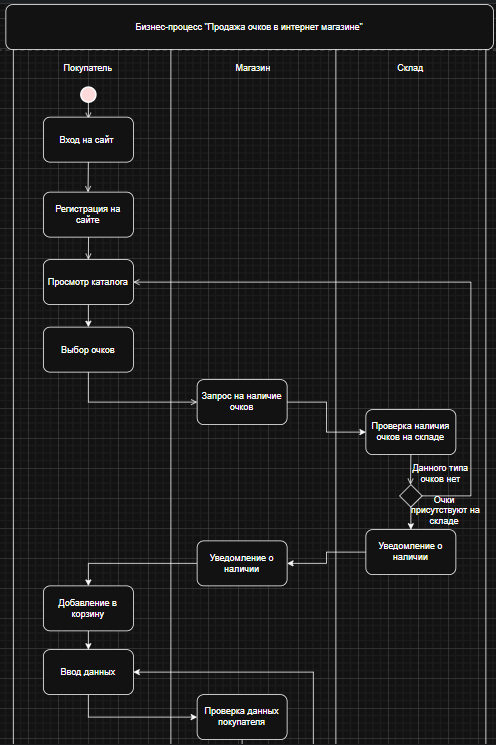 Бизнес-процесс "Продажа очков в интернет магазине"
Покупатель
Магазин
Склад
Вход на сайт
Регистрация на
сайте
Просмотр каталога
Выбор очков
Запрос на наличие
очков
Проверка наличия
очков на складе
Данного типа
очков нет
Очки
присутствуют на
складе
Уведомление о
наличии
Уведомление о
наличии
Добавление в
корзину
Ввод данных
Проверка данных
покупателя